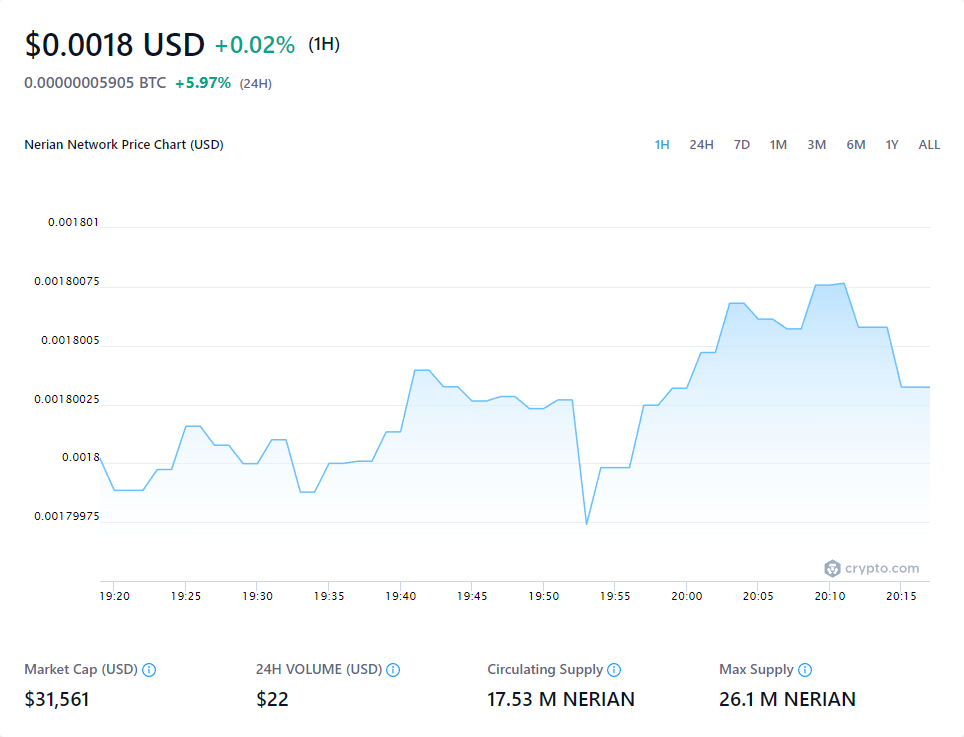 $0.0018 USD +0.02% (1H)
0.00000005905 BTC +5.97% (24H)
Nerian Network Price Chart (USD) 1H 24H 7D 1M 3M 6M 1Y ALL
0.001801
0.00180075
0.0018005
0.00180025
0.0018
0.00179975
crypto.com
19:20 19:25 19:30 19:35 19:40 19:45 19:50 19:55 20:00 20:05 20:10 20:15
Market Cap (USD) 24H VOLUME (USD) Circulating Supply Max Supply
$31,561 $22 17.53 M NERIAN 26.1 M NERIAN